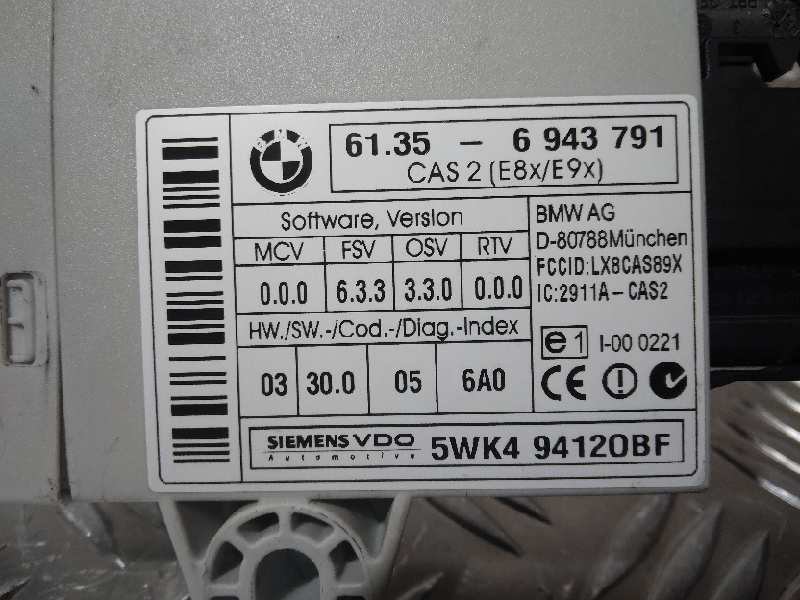 BMW
61.35 - 6 943 791
CAS 2 (E8x/E9x)
Software, Version
MCV FSV OSV RTV
0.0.0 6.3.3 3.3.0 0.0.0
HW./SW.-/Cod.-/Diag.-Index
03 30.0 05 6A0
BMW AG
D-80788München
FCCID:LX8CAS89X
IC:2911A-CAS2
e1 I-00 0221
CE
SIEMENS VDO
Automotive
5WK4 94120BF